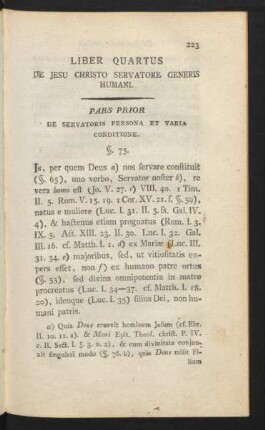 223
LIBER QUARTUS
DE JESU CHRISTO SERVATORE GENERIS
HUMANI.
PARS PRIOR
DE SERVATORIS PERSONA ET VARIA
CONDITIONE.
§. 75.
Is, per quem Deus a) nos servare constituit
(§. 65), uno verbo, Servator noster b), re
vera homo est (Jo. V. 27. c) VIII. 40. 1 Tim.
II. 5. Rom. V. 15. 19. 1 Cor. XV. 21. f. §. 59),
natus e muliere (Luc. I. 31. II. 5. ss. Gal. IV.
4), & hactenus etiam prognatus (Rom. I. 3.
IX. 5. Act. XIII. 23. II. 30. Luc. I. 32. Gal.
III. 16. cf. Matth. I. 1. d) ex Mariæ (Luc. III.
31. 34. e) majoribus, sed, ut vitiositatis ex-
pers esset, non f) ex humano patre ortus
(§. 55), sed divina omnipotentia in matre
procreatus (Luc. I. 34—37. cf. Matth. I. 18-
20), ideoque (Luc. I. 35) filius Dei, non hu-
mani patris.
a) Quia Deus creavit hominem Jesum (cf. Ebr.
II. 10. 11. 2). & Mori Epit. Theol. christ. P. IV.
c. II. Sect. I. §. 3. n. 2), & cum divinitate conjun-
xit singulari modo (§. 76. b), quia Deus misit Fi-
lium